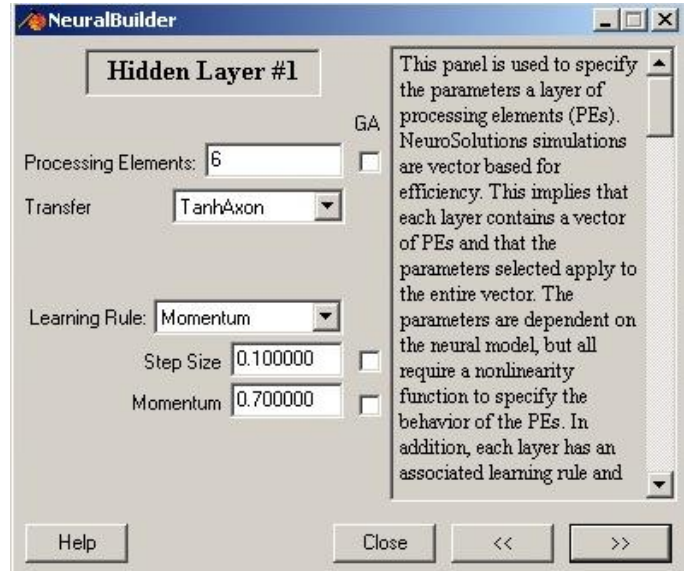 NeuralBuilder
Hidden Layer #1
GA
Processing Elements: 6
Transfer TanhAxon
Learning Rule: Momentum
Step Size 0.100000
Momentum 0.700000
This panel is used to specify
the parameters a layer of
processing elements (PEs).
NeuroSolutions simulations
are vector based for
efficiency. This implies that
each layer contains a vector
of PEs and that the
parameters selected apply to
the entire vector. The
parameters are dependent on
the neural model, but all
require a nonlinearity
function to specify the
behavior of the PEs. In
addition, each layer has an
associated learning rule and
Help Close << >>